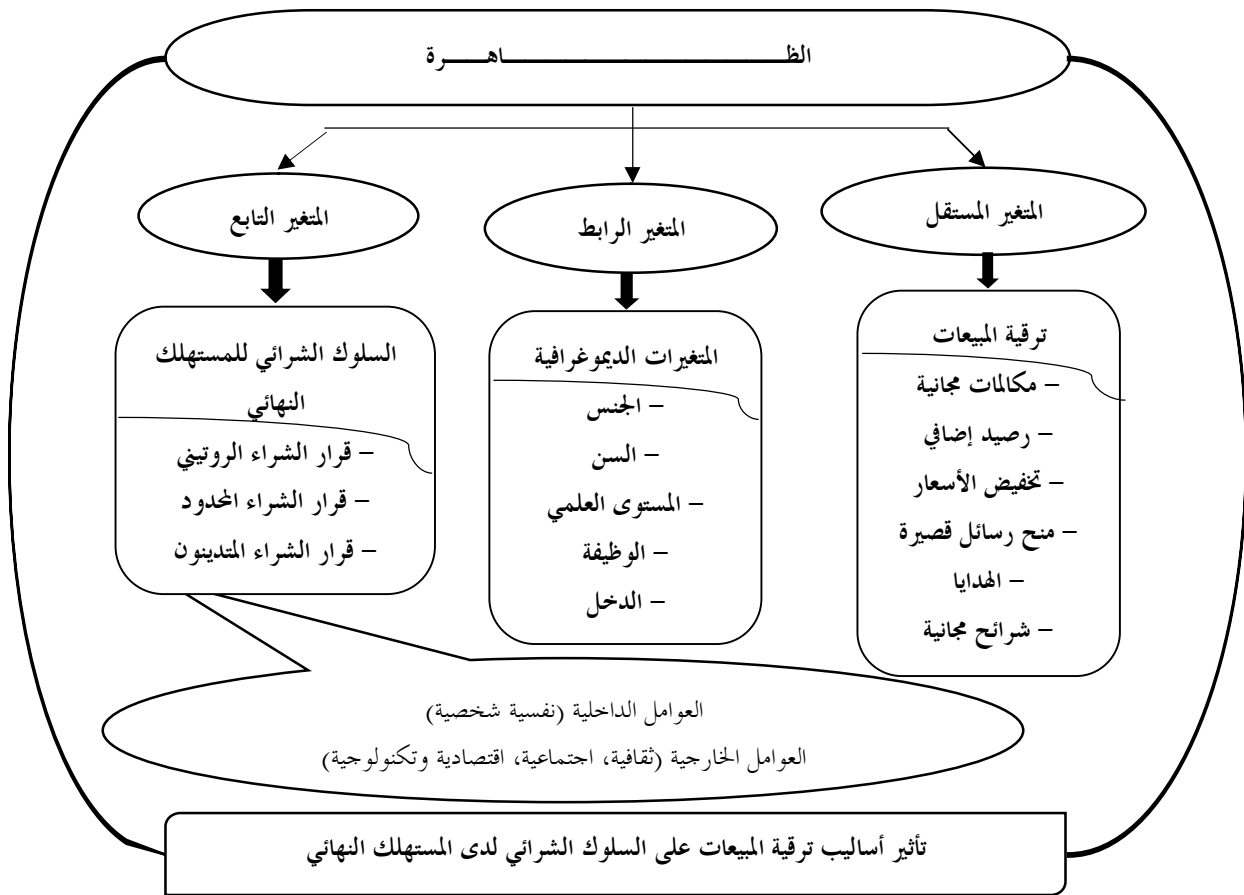 الظـــــــــاهـــــرة
المتغير المستقل
المتغير الرابط
المتغير التابع
ترقية المبيعات
– مكالمات مجانية
– رصيد إضافي
– تخفيض الأسعار
– منح رسائل قصيرة
– الهدايا
– شرائح مجانية
المتغيرات الديموغرافية
– الجنس
– السن
– المستوى العلمي
– الوظيفة
– الدخل
السلوك الشرائي للمستهلك
النهائي
– قرار الشراء الروتيني
– قرار الشراء المحدود
– قرار الشراء المتدينون
العوامل الداخلية (نفسية شخصية)
العوامل الخارجية (ثقافية، اجتماعية، اقتصادية وتكنولوجية)
تأثير أساليب ترقية المبيعات على السلوك الشرائي لدى المستهلك النهائي